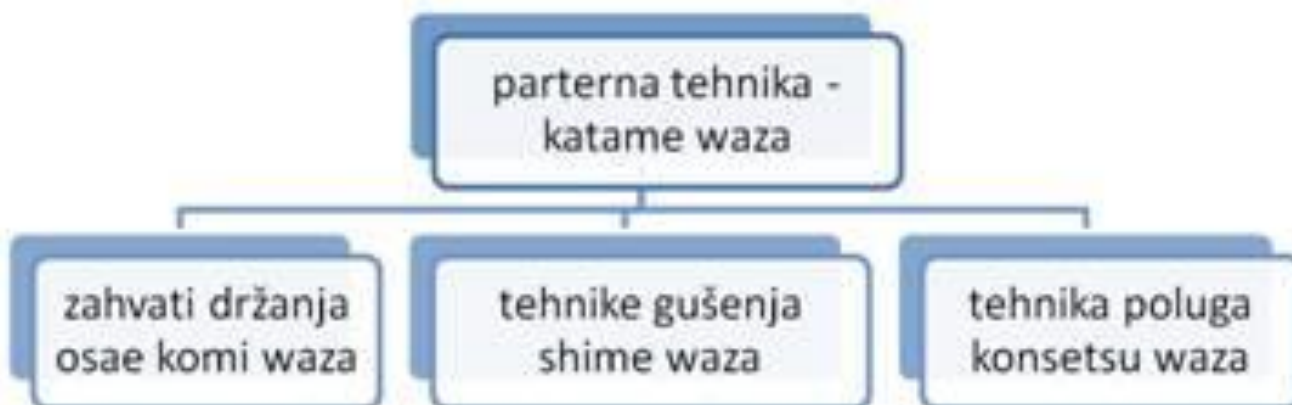 parterna tehnika -
katame waza
zahvati držanja
osae komi waza
tehnike gušenja
shime waza
tehnika poluga
konsetsu waza